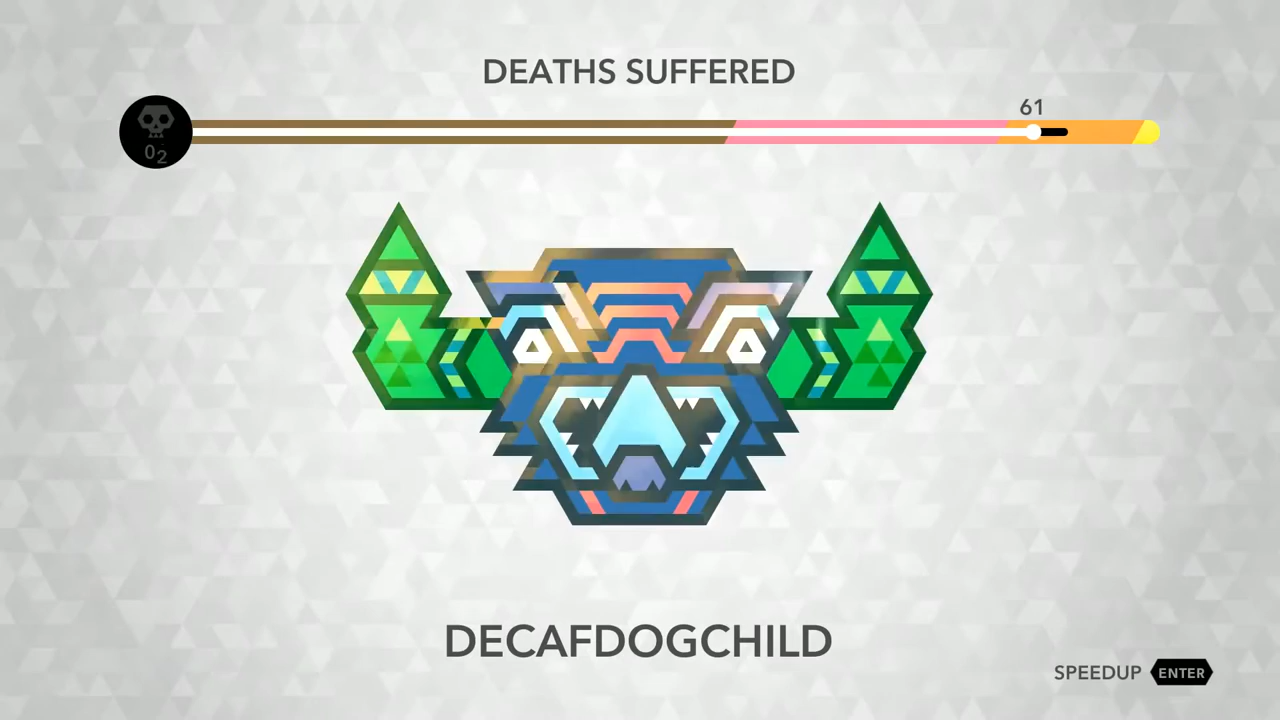 DEATHS SUFFERED
61
02
DECAFDOGCHILD
SPEEDUP ENTER